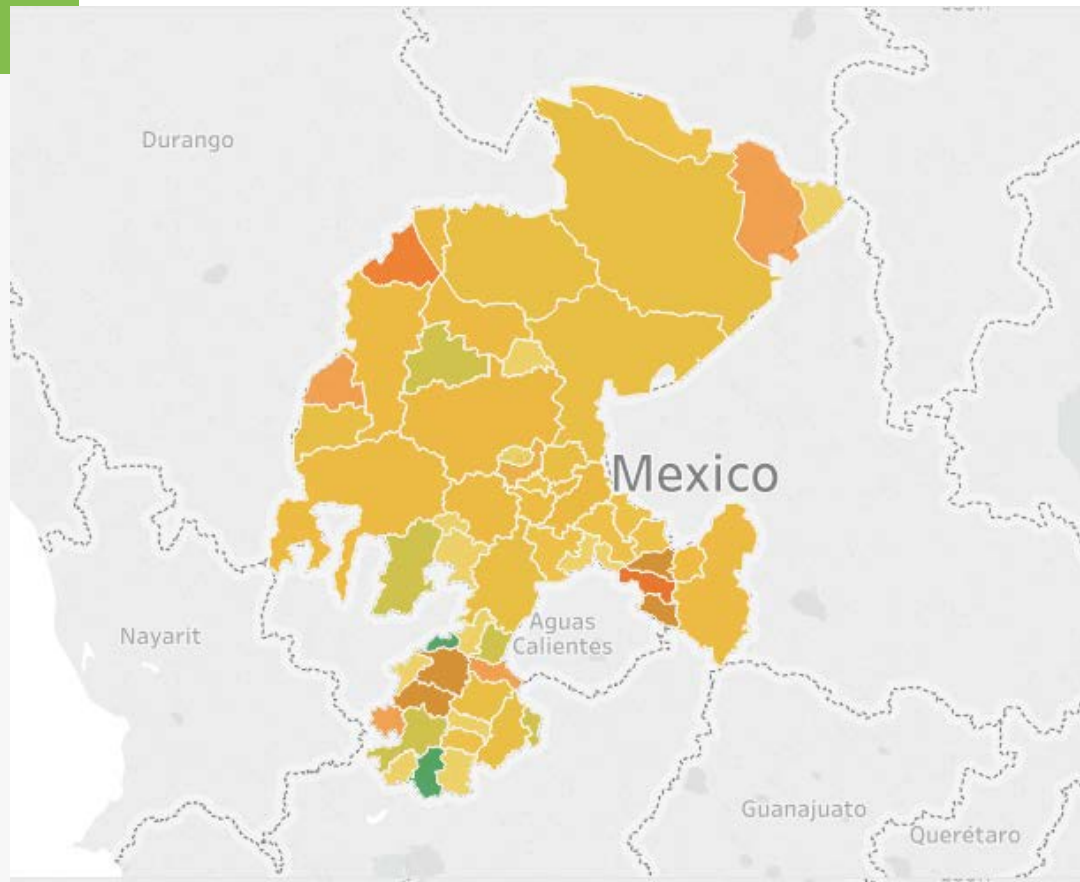 Durango
Mexico
Aguas
Calientes
Nayarit
Guanajuato
Querétaro